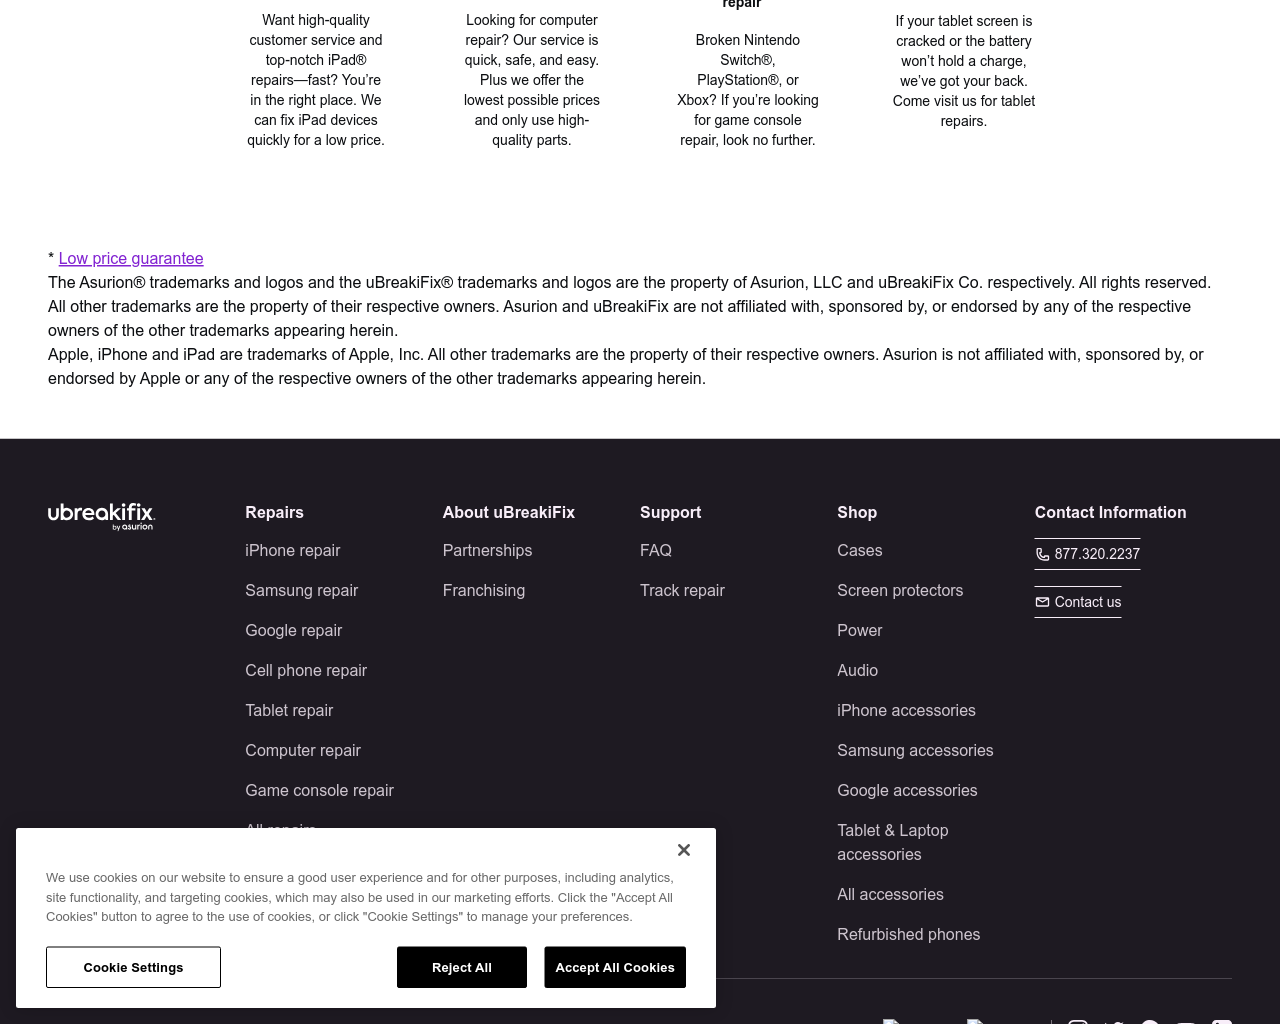 Want high-quality
customer service and
top-notch iPad®
repairs—fast? You're
in the right place. We
can fix iPad devices
quickly for a low price.
Looking for computer
repair? Our service is
quick, safe, and easy.
Plus we offer the
lowest possible prices
and only use high-
quality parts.
repair
Broken Nintendo
Switch®,
PlayStation®, or
Xbox? If you're looking
for game console
repair, look no further.
If your tablet screen is
cracked or the battery
won't hold a charge,
we've got your back.
Come visit us for tablet
repairs.
* Low price guarantee
The Asurion® trademarks and logos and the uBreakiFix® trademarks and logos are the property of Asurion, LLC and uBreakiFix Co. respectively. All rights reserved.
All other trademarks are the property of their respective owners. Asurion and uBreakiFix are not affiliated with, sponsored by, or endorsed by any of the respective
owners of the other trademarks appearing herein.
Apple, iPhone and iPad are trademarks of Apple, Inc. All other trademarks are the property of their respective owners. Asurion is not affiliated with, sponsored by, or
endorsed by Apple or any of the respective owners of the other trademarks appearing herein.
ubreakifix
by asurion
Repairs
iPhone repair
Samsung repair
Google repair
Cell phone repair
Tablet repair
Computer repair
Game console repair
All repairs
About uBreakiFix
Partnerships
Franchising
Support
FAQ
Track repair
Shop
Cases
Screen protectors
Power
Audio
iPhone accessories
Samsung accessories
Google accessories
Tablet & Laptop
accessories
All accessories
Refurbished phones
Contact Information
877.320.2237
Contact us
We use cookies on our website to ensure a good user experience and for other purposes, including analytics,
site functionality, and targeting cookies, which may also be used in our marketing efforts. Click the "Accept All
Cookies" button to agree to the use of cookies, or click "Cookie Settings" to manage your preferences.
Cookie Settings
Reject All
Accept All Cookies